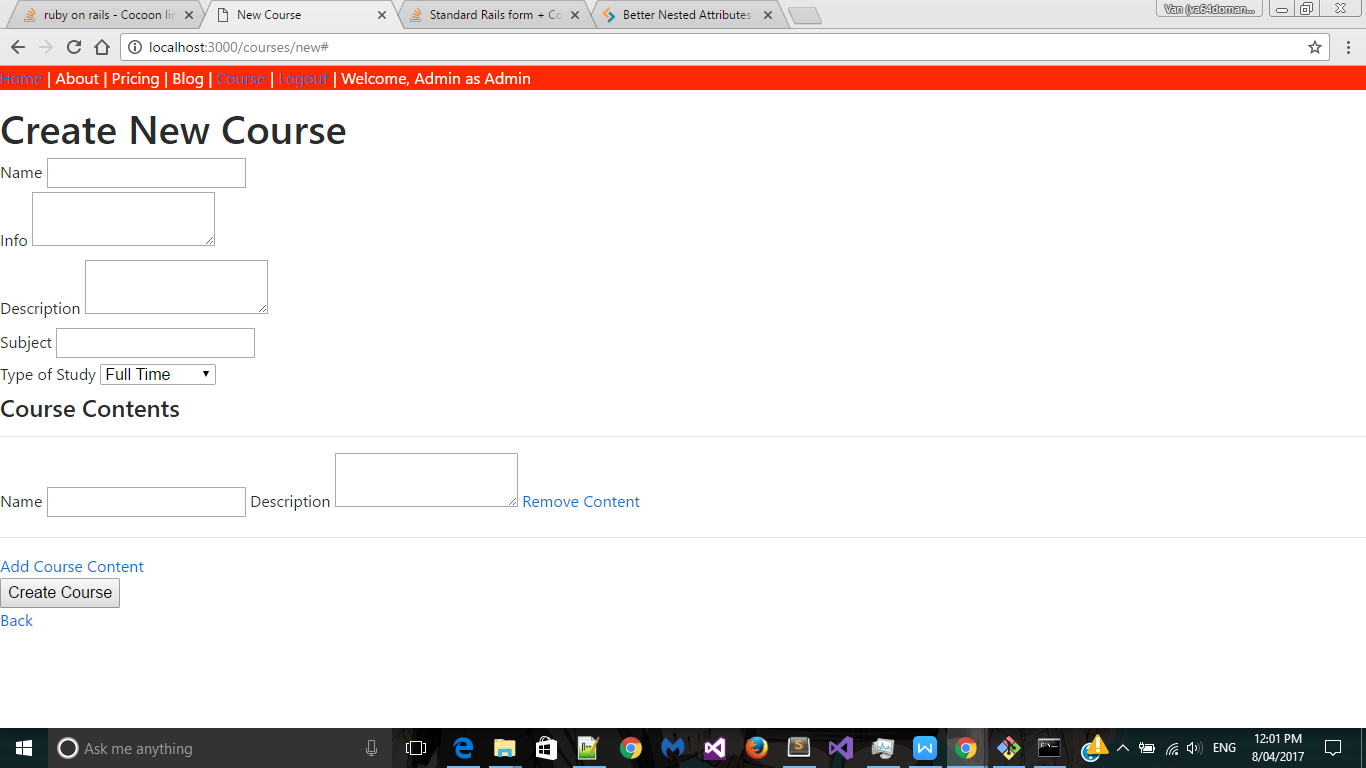 ruby on rails - Cocoon lin
New Course
Standard Rails form + Co
Better Nested Attributes
Van (va64doman...
localhost:3000/courses/new#
Home | About | Pricing | Blog | Course | Logout | Welcome, Admin as Admin
Create New Course
Name
Info
Description
Subject
Type of Study Full Time
Course Contents
Name Description Remove Content
Add Course Content
Create Course
Back
Ask me anything
ENG
12:01 PM
8/04/2017